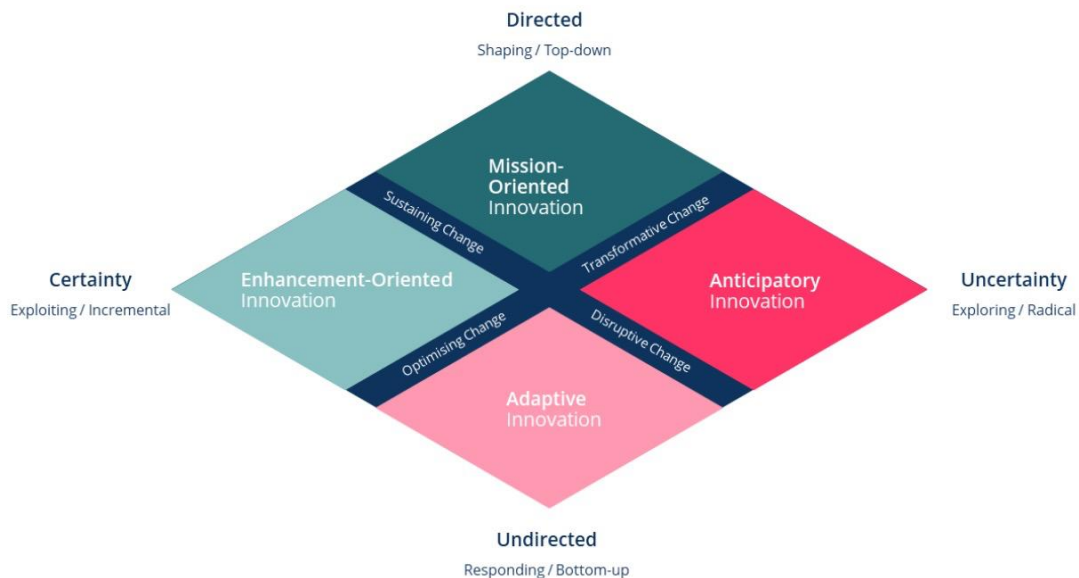 Directed
Shaping / Top-down
Mission-
Oriented
Innovation
Sustaining Change
Transformative Change
Certainty
Exploiting / Incremental
Enhancement-Oriented
Innovation
Anticipatory
Innovation
Uncertainty
Exploring / Radical
Optimising Change
Disruptive Change
Adaptive
Innovation
Undirected
Responding / Bottom-up